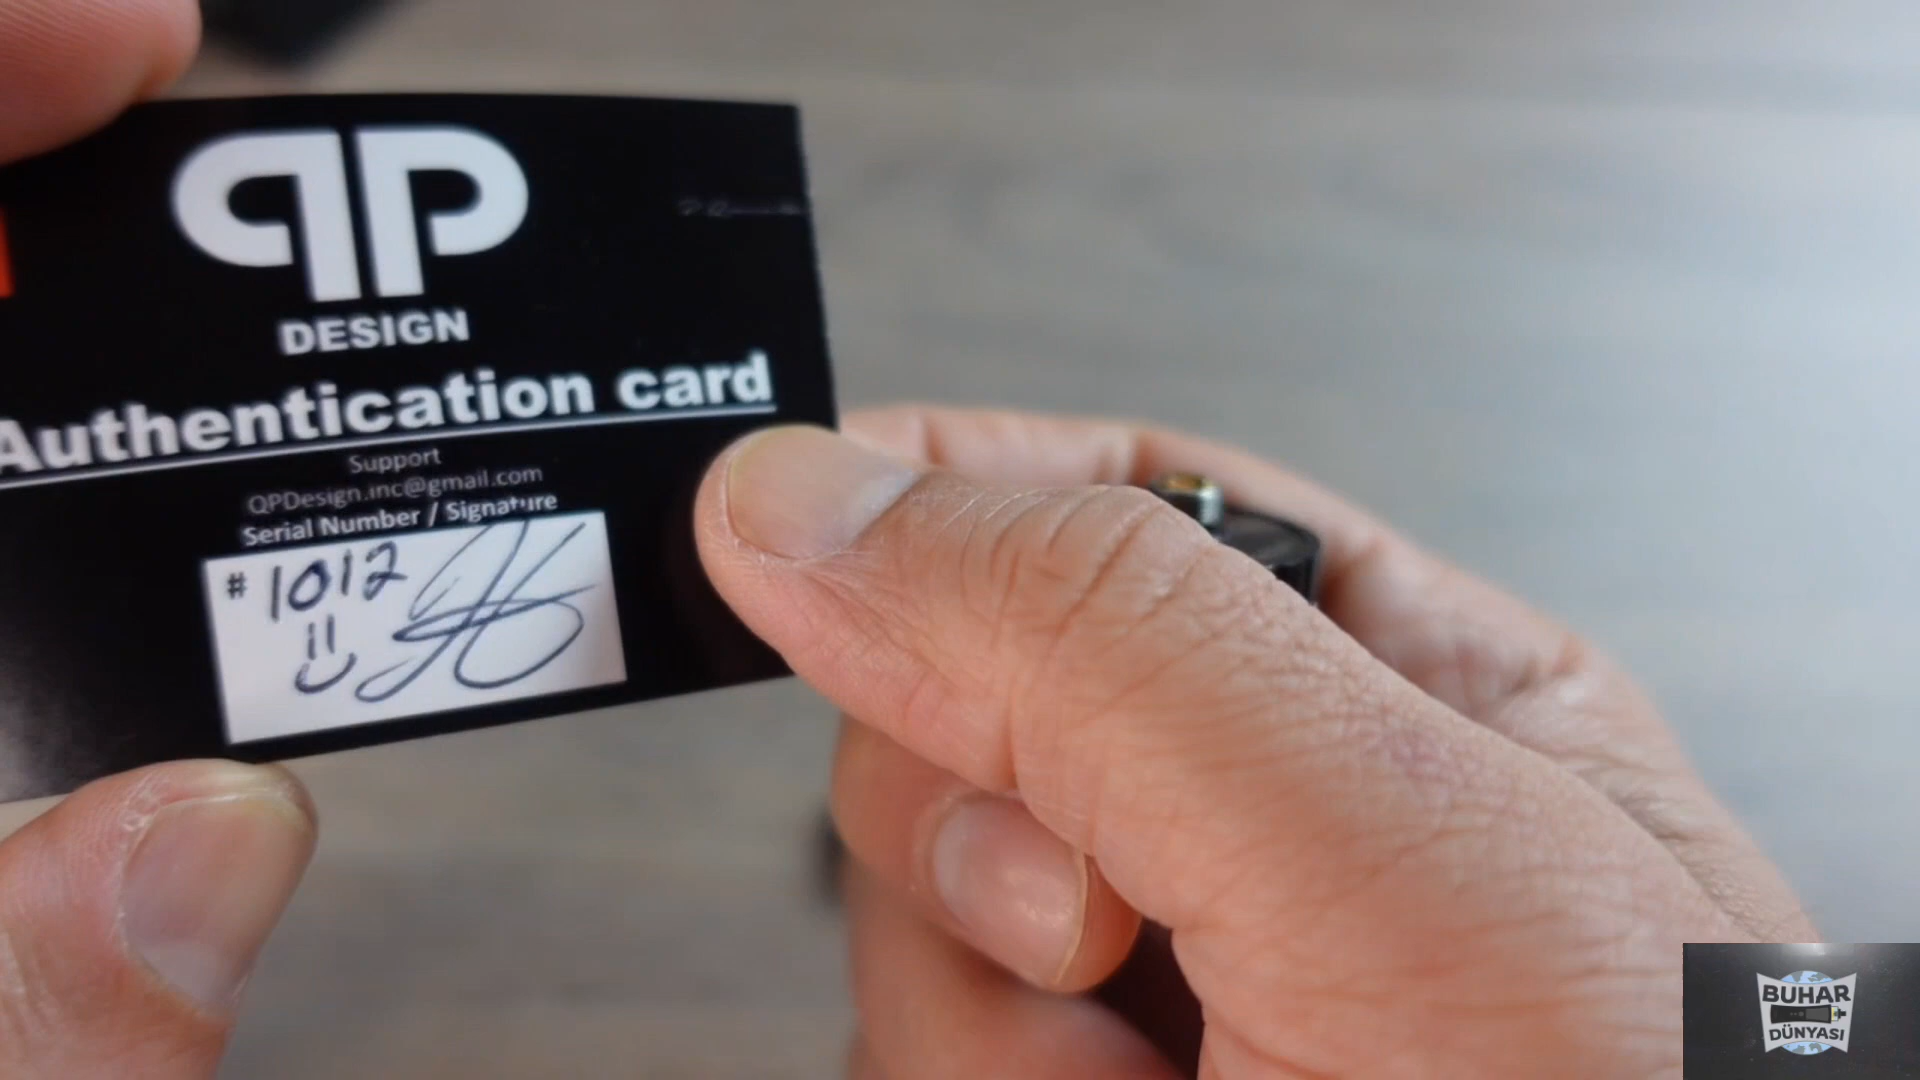 qp
DESIGN
Authentication card
Support
QPDesign.inc@gmail.com
Serial Number / Signature
# 1012
BUHAR
DÜNYASI